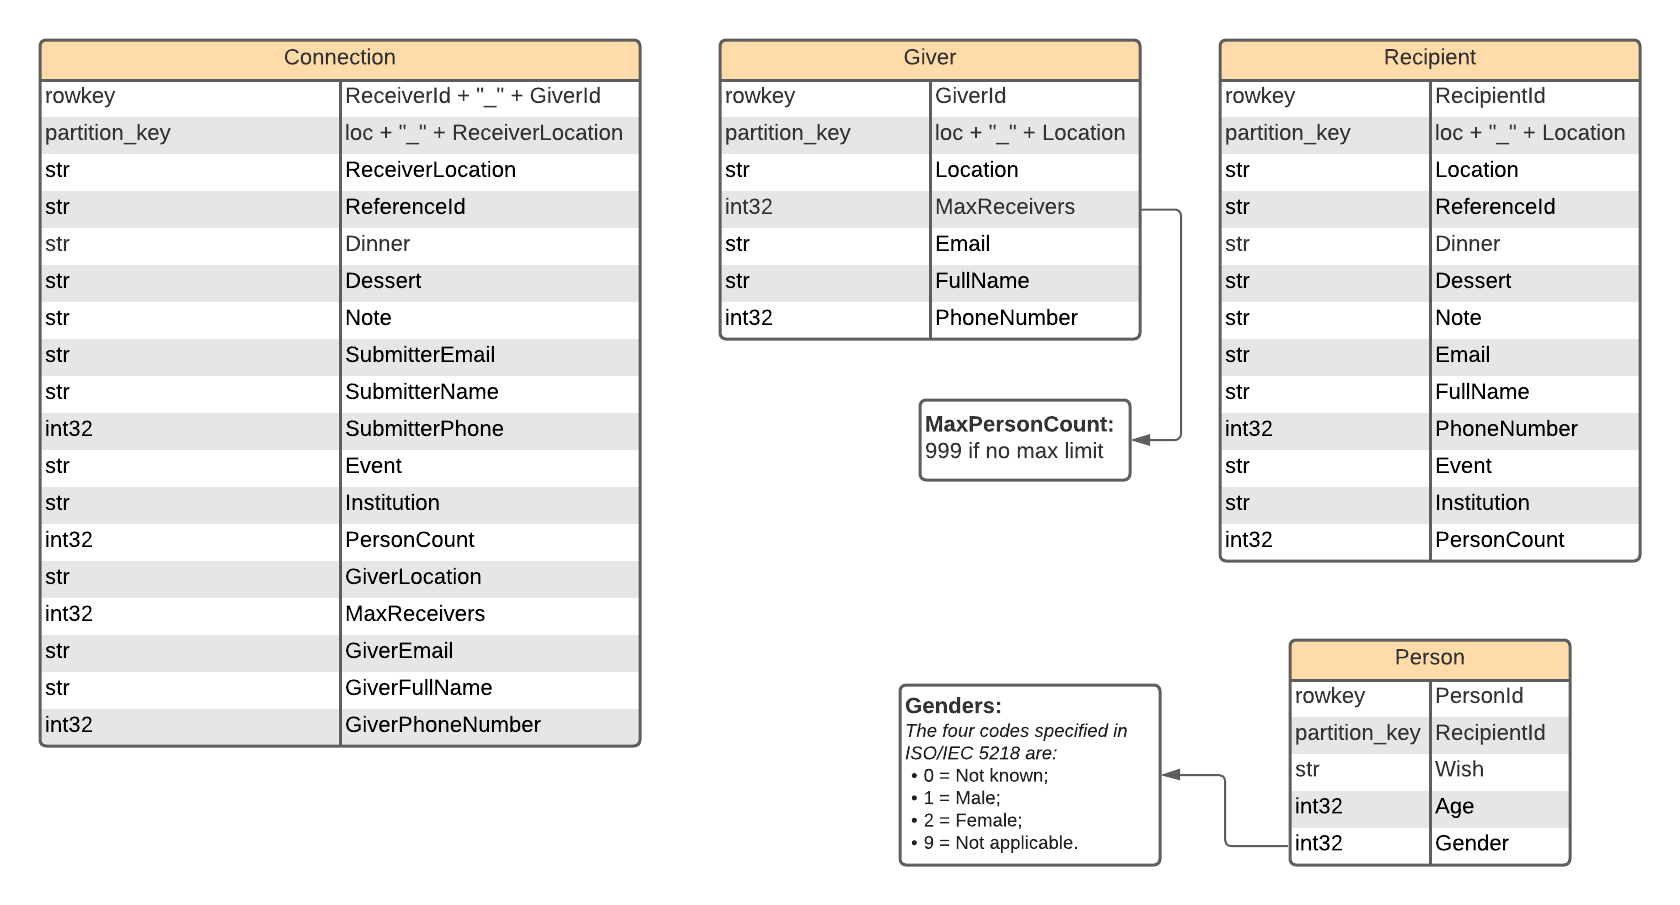 Connection
rowkey ReceiverId + "_" + GiverId
partition_key loc + "_" + ReceiverLocation
str ReceiverLocation
str ReferenceId
str Dinner
str Dessert
str Note
str SubmitterEmail
str SubmitterName
int32 SubmitterPhone
str Event
str Institution
int32 PersonCount
str GiverLocation
int32 MaxReceivers
str GiverEmail
str GiverFullName
int32 GiverPhoneNumber
Giver
rowkey GiverId
partition_key loc + "_" + Location
str Location
int32 MaxReceivers
str Email
str FullName
int32 PhoneNumber
MaxPersonCount:
999 if no max limit
Recipient
rowkey RecipientId
partition_key loc + "_" + Location
str Location
str ReferenceId
str Dinner
str Dessert
str Note
str Email
str FullName
int32 PhoneNumber
str Event
str Institution
int32 PersonCount
Genders:
The four codes specified in
ISO/IEC 5218 are:
• 0 = Not known;
• 1 = Male;
• 2 = Female;
• 9 = Not applicable.
Person
rowkey PersonId
partition_key RecipientId
str Wish
int32 Age
int32 Gender